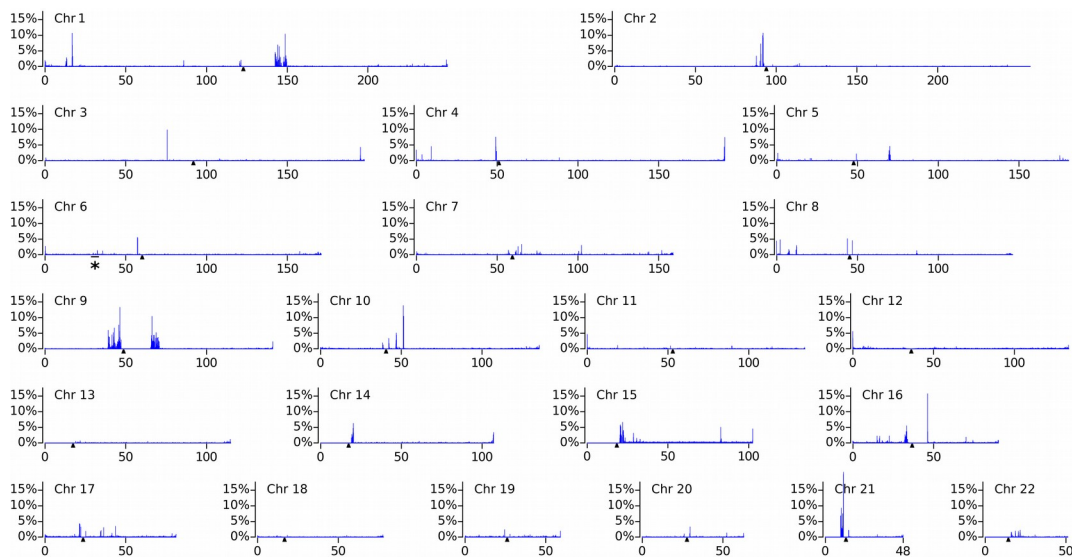 15% Chr 1 15% Chr 2
10% 10%
5% 5%
0% 0%
0 50 100 150 200 0 50 100 150 200
15% Chr 3 15% Chr 4 15% Chr 5
10% 10% 10%
5% 5% 5%
0% 0% 0%
0 50 100 150 0 50 100 150 0 50 100 150
15% Chr 6 15% Chr 7 15% Chr 8
10% 10% 10%
5% 5% 5%
0% 0% 0%
0 * 50 100 150 0 50 100 150 0 50 100
15% Chr 9 15% Chr 10 15% Chr 11 15% Chr 12
10% 10% 10% 10%
5% 5% 5% 5%
0% 0% 0% 0%
0 50 100 0 50 100 0 50 100 0 50 100
15% Chr 13 15% Chr 14 15% Chr 15 15% Chr 16
10% 10% 10% 10%
5% 5% 5% 5%
0% 0% 0% 0%
0 50 100 0 50 100 0 50 100 0 50
15% Chr 17 15% Chr 18 15% Chr 19 15% Chr 20 15% Chr 21 15% Chr 22
10% 10% 10% 10% 10% 10%
5% 5% 5% 5% 5% 5%
0% 0% 0% 0% 0% 0%
0 50 0 50 0 50 0 50 0 48 0 50